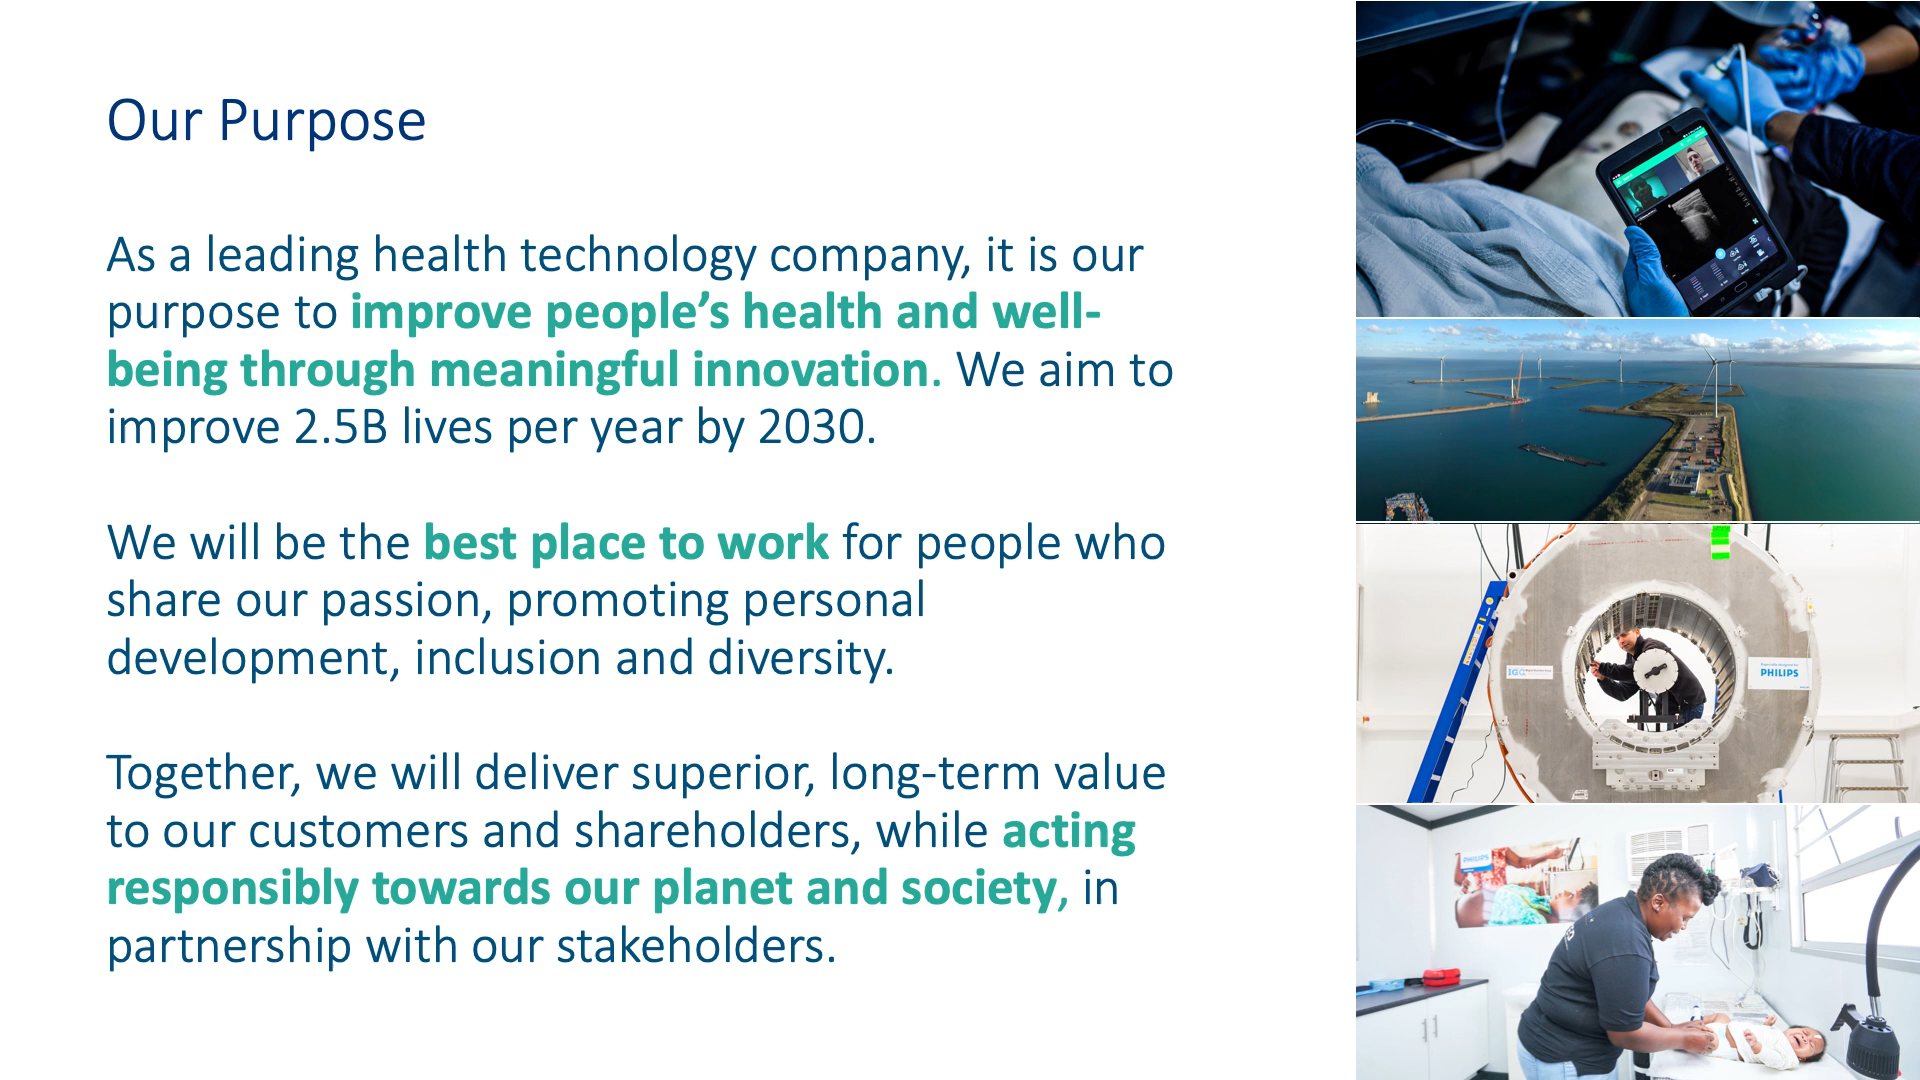 Our Purpose
As a leading health technology company, it is our
purpose to improve people’s health and well-
being through meaningful innovation. We aim to
improve 2.5B lives per year by 2030.
We will be the best place to work for people who
share our passion, promoting personal
development, inclusion and diversity.
Together, we will deliver superior, long-term value
to our customers and shareholders, while acting
responsibly towards our planet and society, in
partnership with our stakeholders.
PHILIPS
PHILIPS